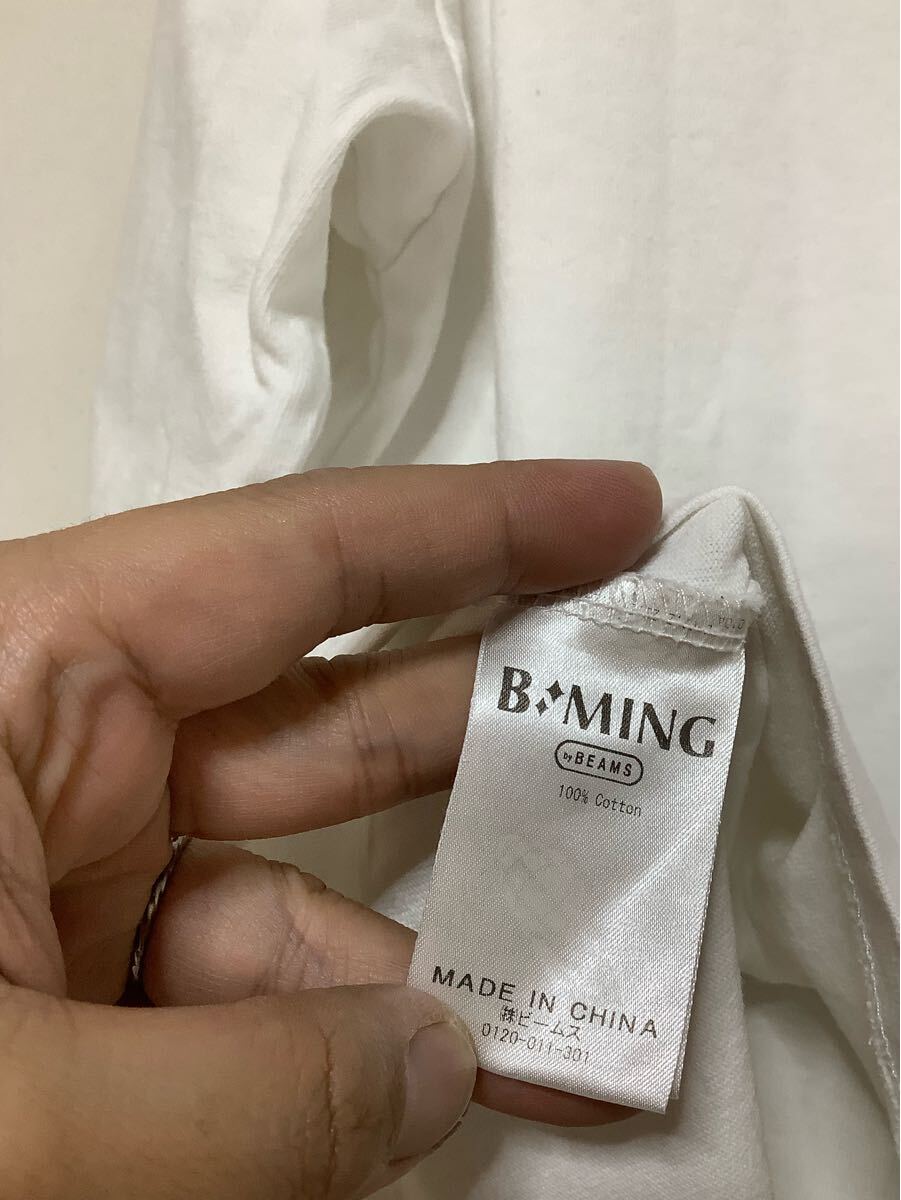 B MING
by BEAMS
100% Cotton
MADE IN CHINA
㈱ビームス
0120-011-301